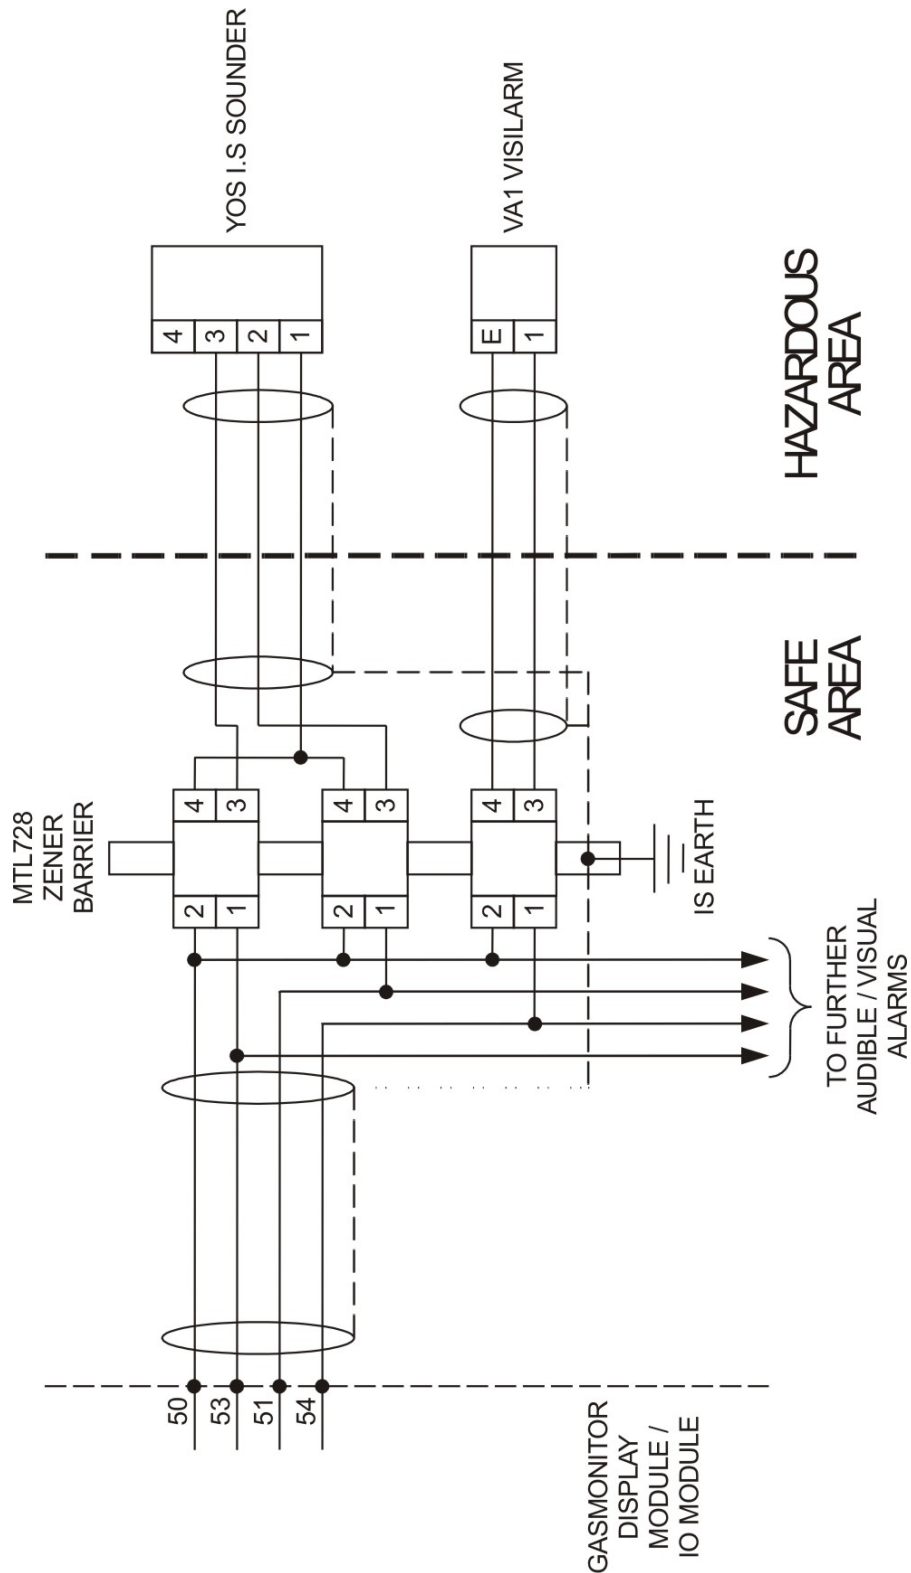 MTL728
ZENER
BARRIER
YOS I.S SOUNDER
VA1 VISILARM
50
53
51
54
2
1
4
3
2
1
4
3
2
1
4
3
4
3
2
1
E
1
IS EARTH
GASMONITOR
DISPLAY
MODULE /
IO MODULE
TO FURTHER
AUDIBLE / VISUAL
ALARMS
SAFE
AREA
HAZARDOUS
AREA